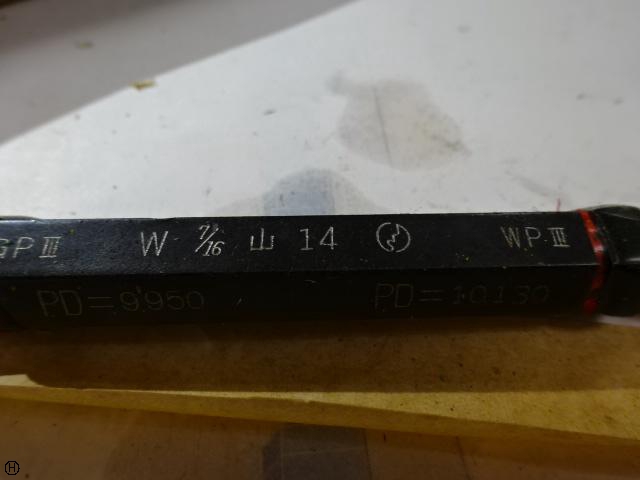 GPⅢ W 7/16 山 14 WPⅢ
PD=9.950 PD=10.130
H